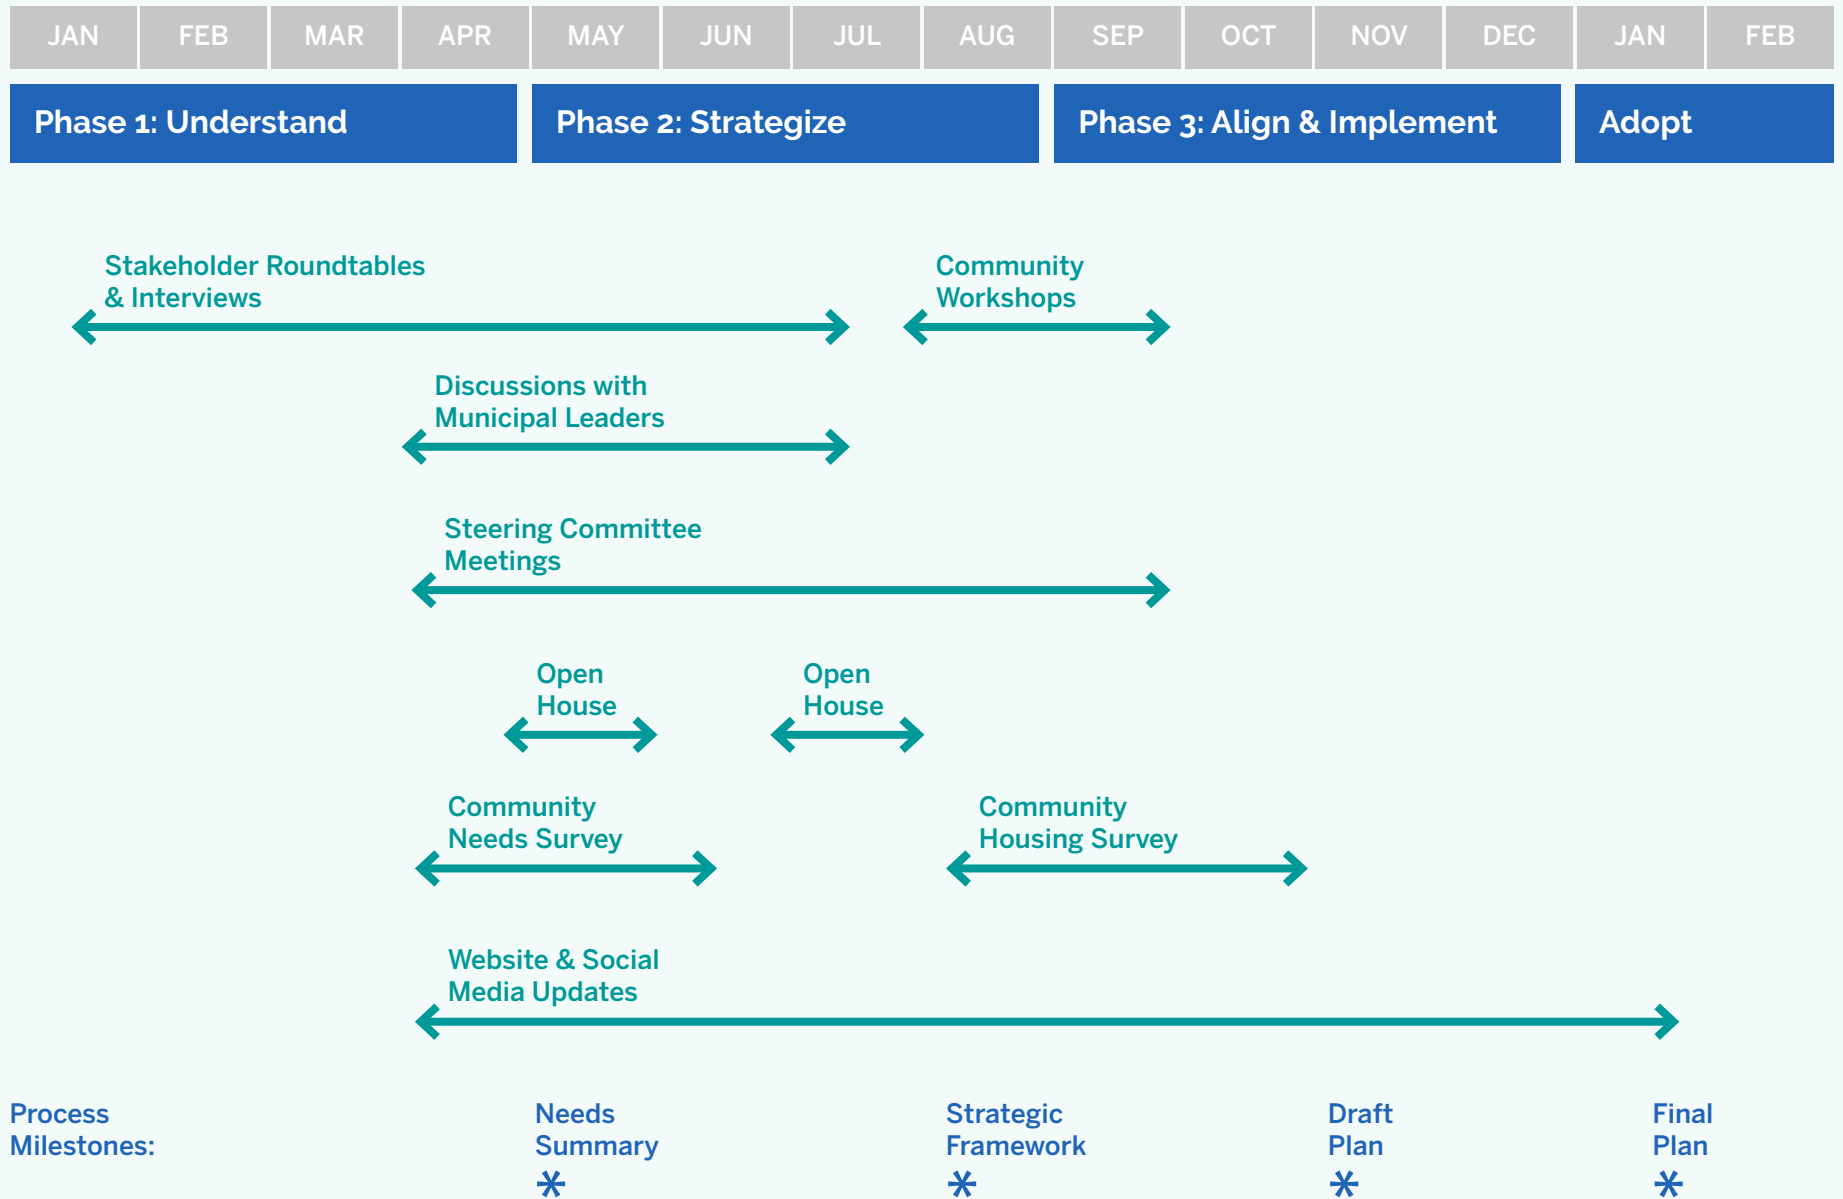 JAN FEB MAR APR MAY JUN JUL AUG SEP OCT NOV DEC JAN FEB
Phase 1: Understand
Phase 2: Strategize
Phase 3: Align & Implement
Adopt
Stakeholder Roundtables
& Interviews
Community
Workshops
Discussions with
Municipal Leaders
Steering Committee
Meetings
Open
House
Open
House
Community
Needs Survey
Community
Housing Survey
Website & Social
Media Updates
Process
Milestones:
Needs
Summary
*
Strategic
Framework
*
Draft
Plan
*
Final
Plan
*